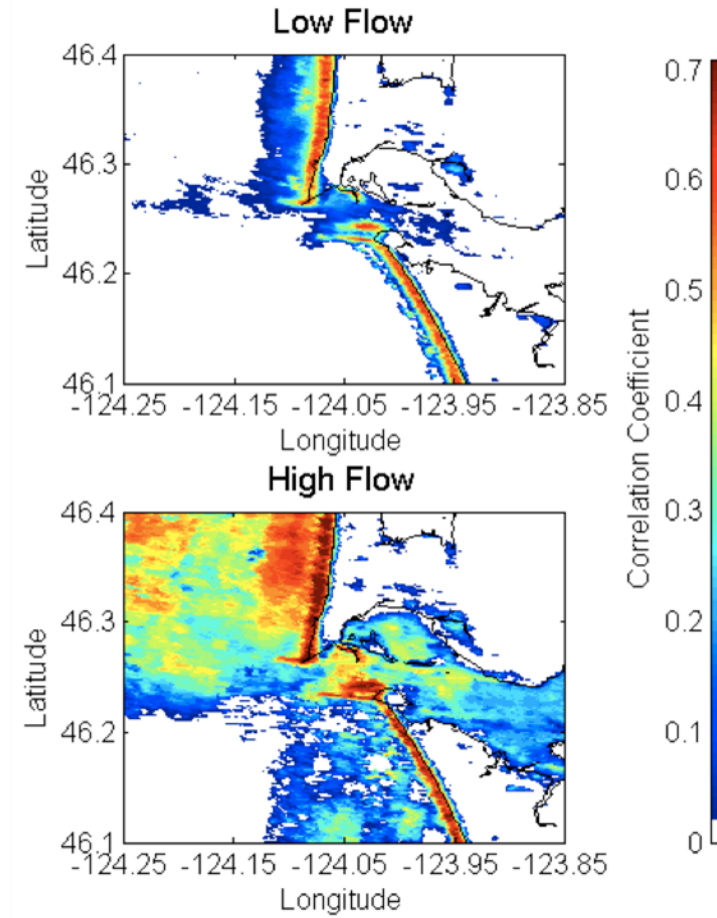 Low Flow
46.4
46.3
46.2
46.1
Latitude
-124.25 -124.15 -124.05 -123.95 -123.85
Longitude
High Flow
46.4
46.3
46.2
46.1
Latitude
-124.25 -124.15 -124.05 -123.95 -123.85
Longitude
0.7
0.6
0.5
0.4
0.3
0.2
0.1
0
Correlation Coefficient